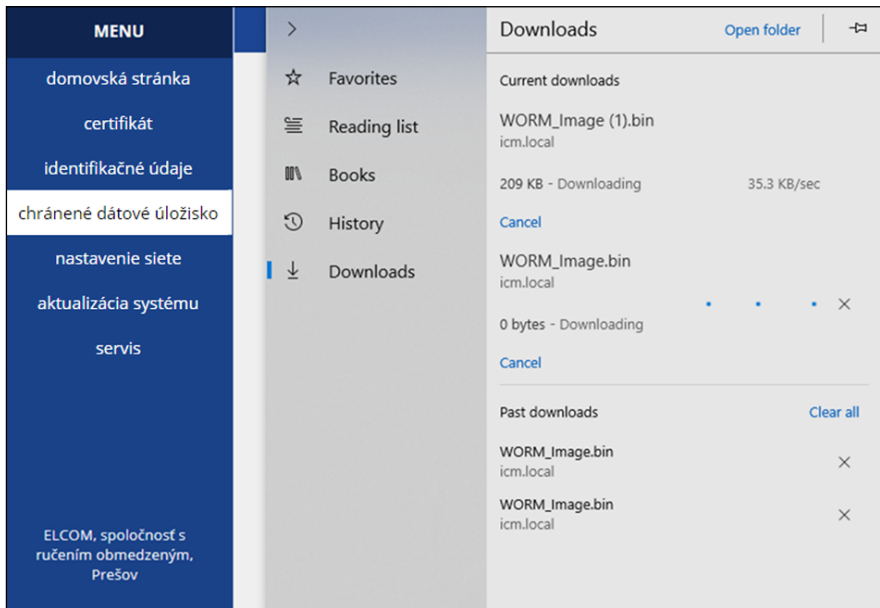 MENU
domovská stránka
certifikát
identifikačné údaje
chránené dátové úložisko
nastavenie siete
aktualizácia systému
servis
ELCOM, spoločnosť s
ručením obmedzeným,
Prešov
Favorites
Reading list
Books
History
Downloads
Downloads Open folder
Current downloads
WORM_Image (1).bin
icm.local
209 KB - Downloading 35.3 KB/sec
Cancel
WORM_Image.bin
icm.local
0 bytes - Downloading
Cancel
Past downloads Clear all
WORM_Image.bin
icm.local
WORM_Image.bin
icm.local